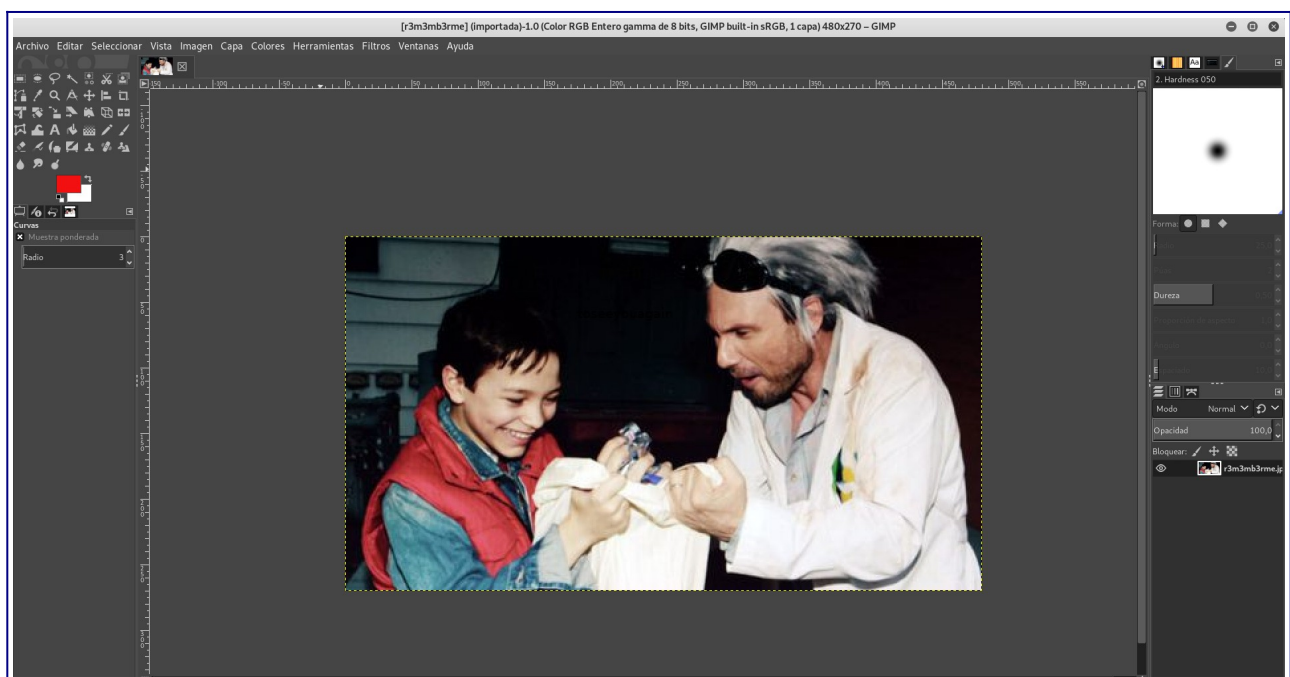 [r3m3mb3rme] (importada)-1.0 (Color RGB Entero gamma de 8 bits, GIMP built-in sRGB, 1 capa) 480x270 – GIMP
Archivo Editar Seleccionar Vista Imagen Capa Colores Herramientas Filtros Ventanas Ayuda
2. Hardness 050
Curvas
Muestra ponderada
Radio 3
Forma:
Dureza
Modo Normal
Opacidad 100,0
Bloquear:
r3m3mb3rme.jp